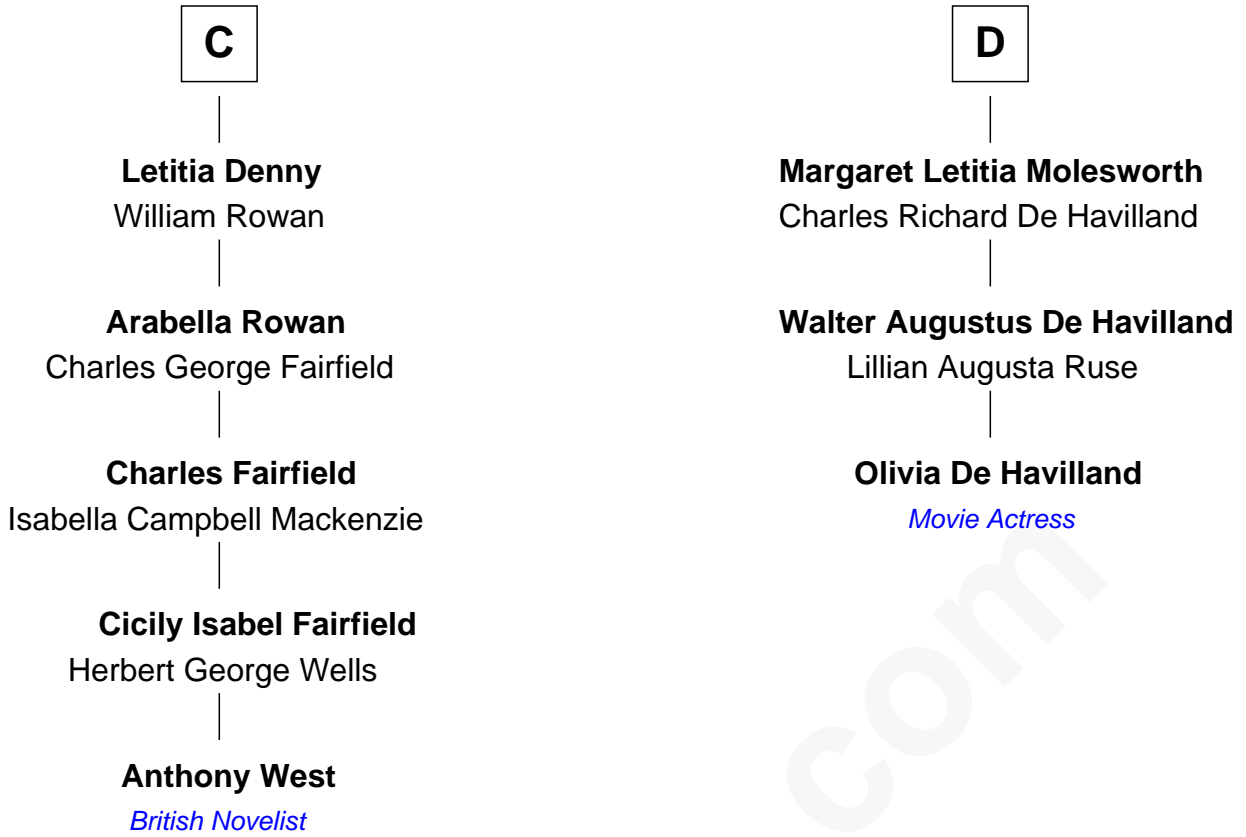 C
Letitia Denny
William Rowan
Arabella Rowan
Charles George Fairfield
Charles Fairfield
Isabella Campbell Mackenzie
Cicily Isabel Fairfield
Herbert George Wells
Anthony West
British Novelist
D
Margaret Letitia Molesworth
Charles Richard De Havilland
Walter Augustus De Havilland
Lillian Augusta Ruse
Olivia De Havilland
Movie Actress
com